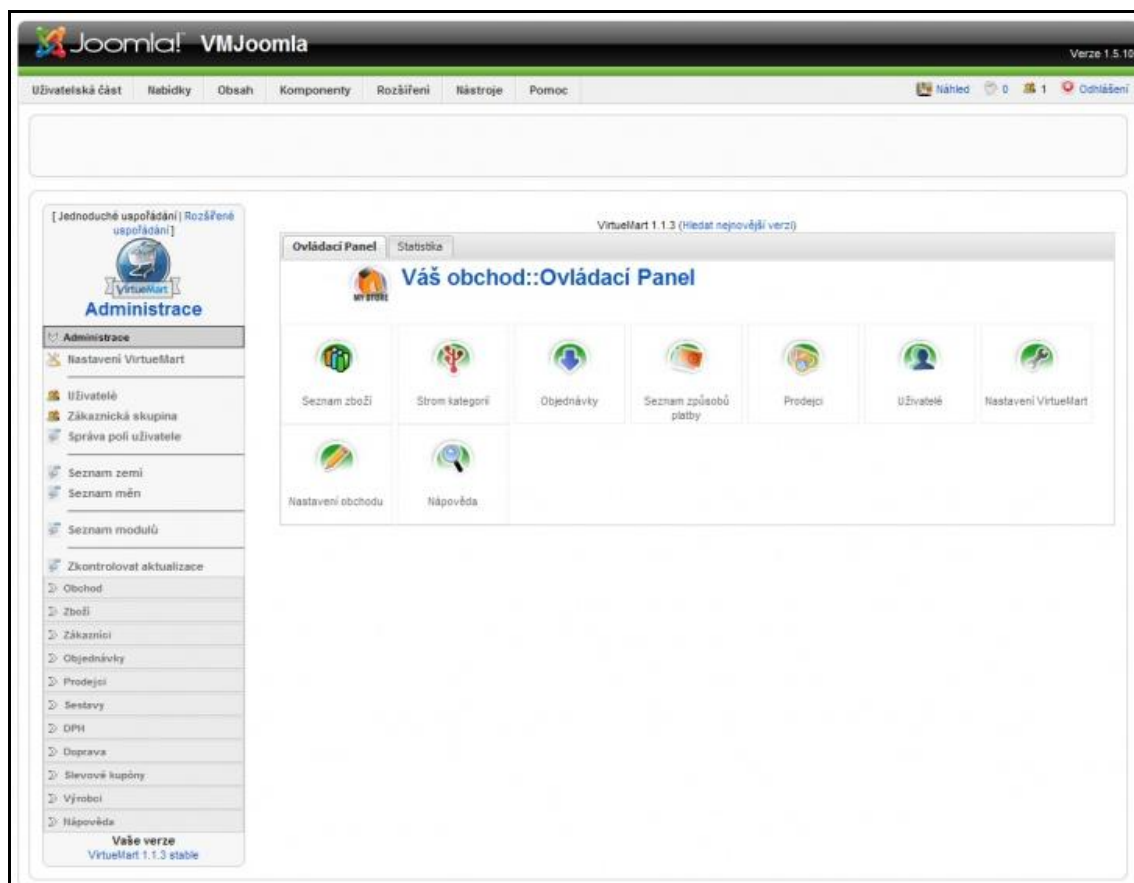 Joomla! VMJoomla
Verze 1.5.10
Uživatelská část Nabídky Obsah Komponenty Rozšíření Nástroje Pomoc Náhled 0 1 Odhlášení
[ Jednoduché uspořádání | Rozšířené
uspořádání ]
VirtueMart
Administrace
Administrace
Nastavení VirtueMart
Uživatelé
Zákaznická skupina
Správa polí uživatele
Seznam zemí
Seznam měn
Seznam modulů
Zkontrolovat aktualizace
Obchod
Zboží
Zákazníci
Objednávky
Prodejci
Sestavy
DPH
Doprava
Slevové kupóny
Výrobci
Nápověda
Vaše verze
VirtueMart 1.1.3 stable
VirtueMart 1.1.3 (Hledat nejnovější verzi)
Ovládací Panel Statistika
MY STORE
Váš obchod::Ovládací Panel
Seznam zboží Strom kategorií Objednávky Seznam způsobů Prodejci Uživatelé Nastavení VirtueMart
platby
Nastavení obchodu Nápověda